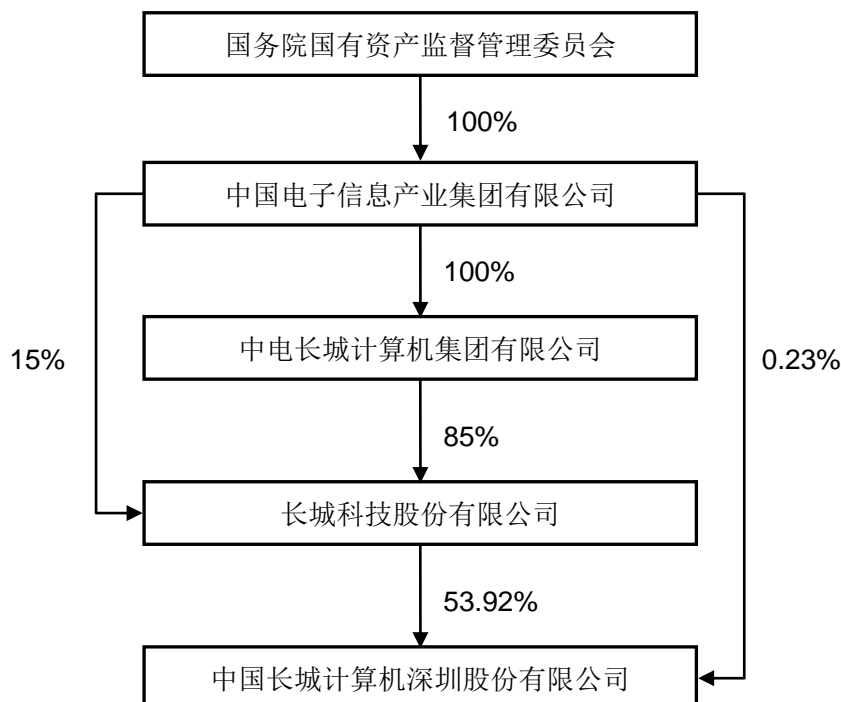 国务院国有资产监督管理委员会
100%
中国电子信息产业集团有限公司
100%
中电长城计算机集团有限公司
15%
0.23%
85%
长城科技股份有限公司
53.92%
中国长城计算机深圳股份有限公司